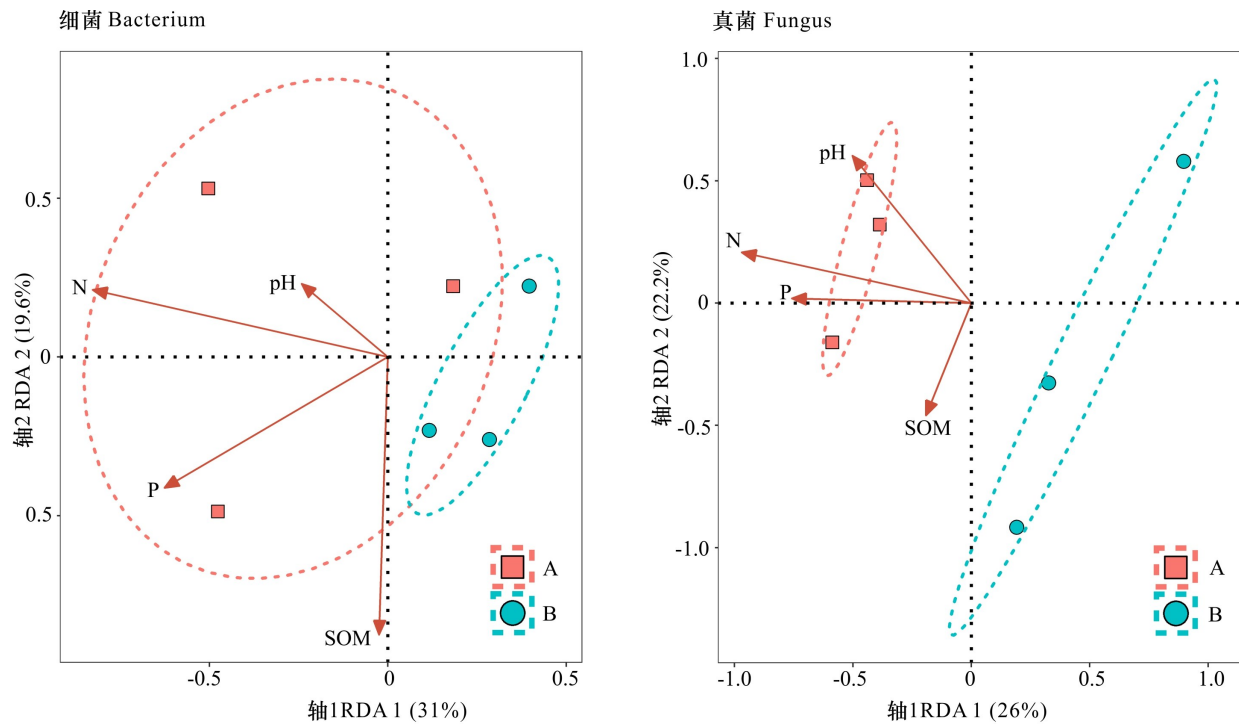 细菌 Bacterium
0.5
0
0.5
轴2 RDA 2 (19.6%)
N
pH
P
SOM
A
B
-0.5
0
0.5
轴1RDA 1 (31%)
真菌 Fungus
1.0
0.5
0
-0.5
-1.0
轴2 RDA 2 (22.2%)
pH
N
P
SOM
A
B
-1.0
-0.5
0
0.5
1.0
轴1RDA 1 (26%)